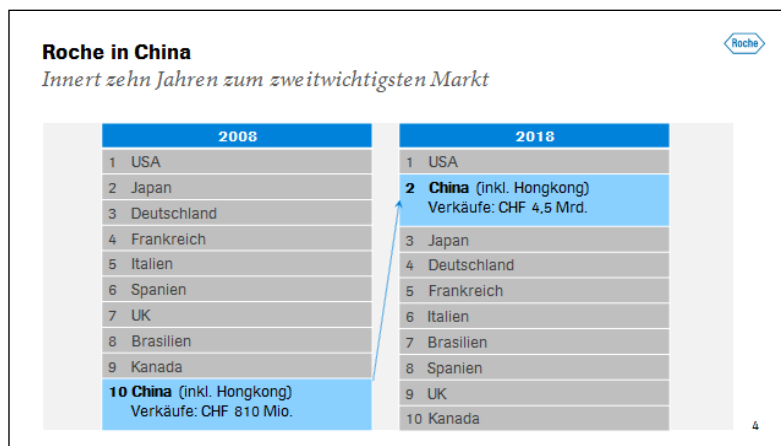 Roche
Roche in China
Innert zehn Jahren zum zweitwichtigsten Markt
2008
1 USA
2 Japan
3 Deutschland
4 Frankreich
5 Italien
6 Spanien
7 UK
8 Brasilien
9 Kanada
10 China (inkl. Hongkong)
Verkäufe: CHF 810 Mio.
2018
1 USA
2 China (inkl. Hongkong)
Verkäufe: CHF 4,5 Mrd.
3 Japan
4 Deutschland
5 Frankreich
6 Italien
7 Brasilien
8 Spanien
9 UK
10 Kanada
4